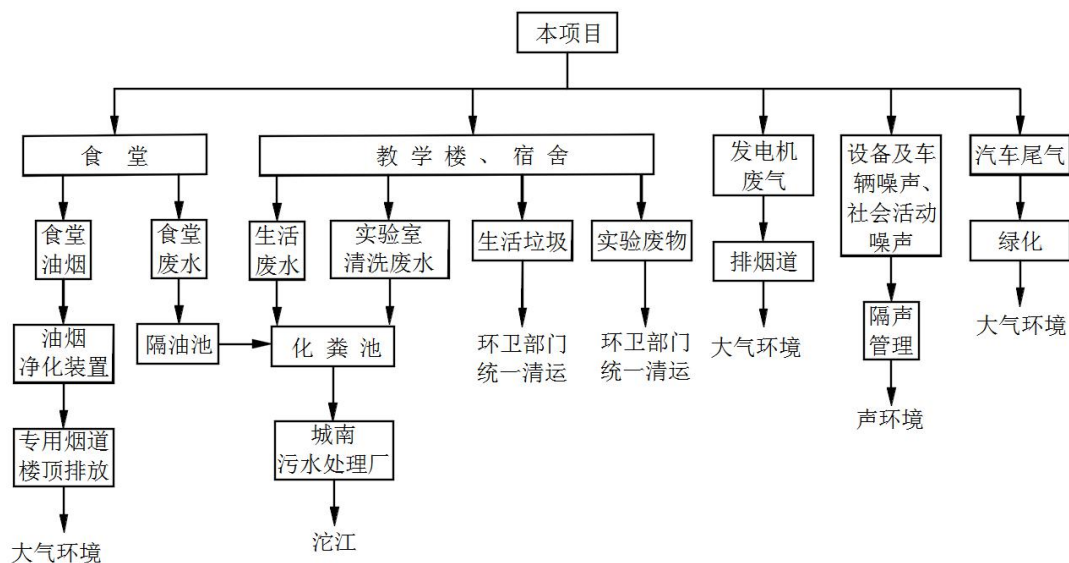 本项目
食堂
教学楼、宿舍
发电机
废气
设备及车
辆噪声、
社会活动
噪声
汽车尾气
食堂
油烟
食堂
废水
生活
废水
实验室
清洗废水
生活垃圾
实验废物
排烟道
绿化
油烟
净化装置
隔油池
化粪池
环卫部门
统一清运
环卫部门
统一清运
大气环境
隔声
管理
大气环境
专用烟道
楼顶排放
城南
污水处理厂
声环境
大气环境
沱江